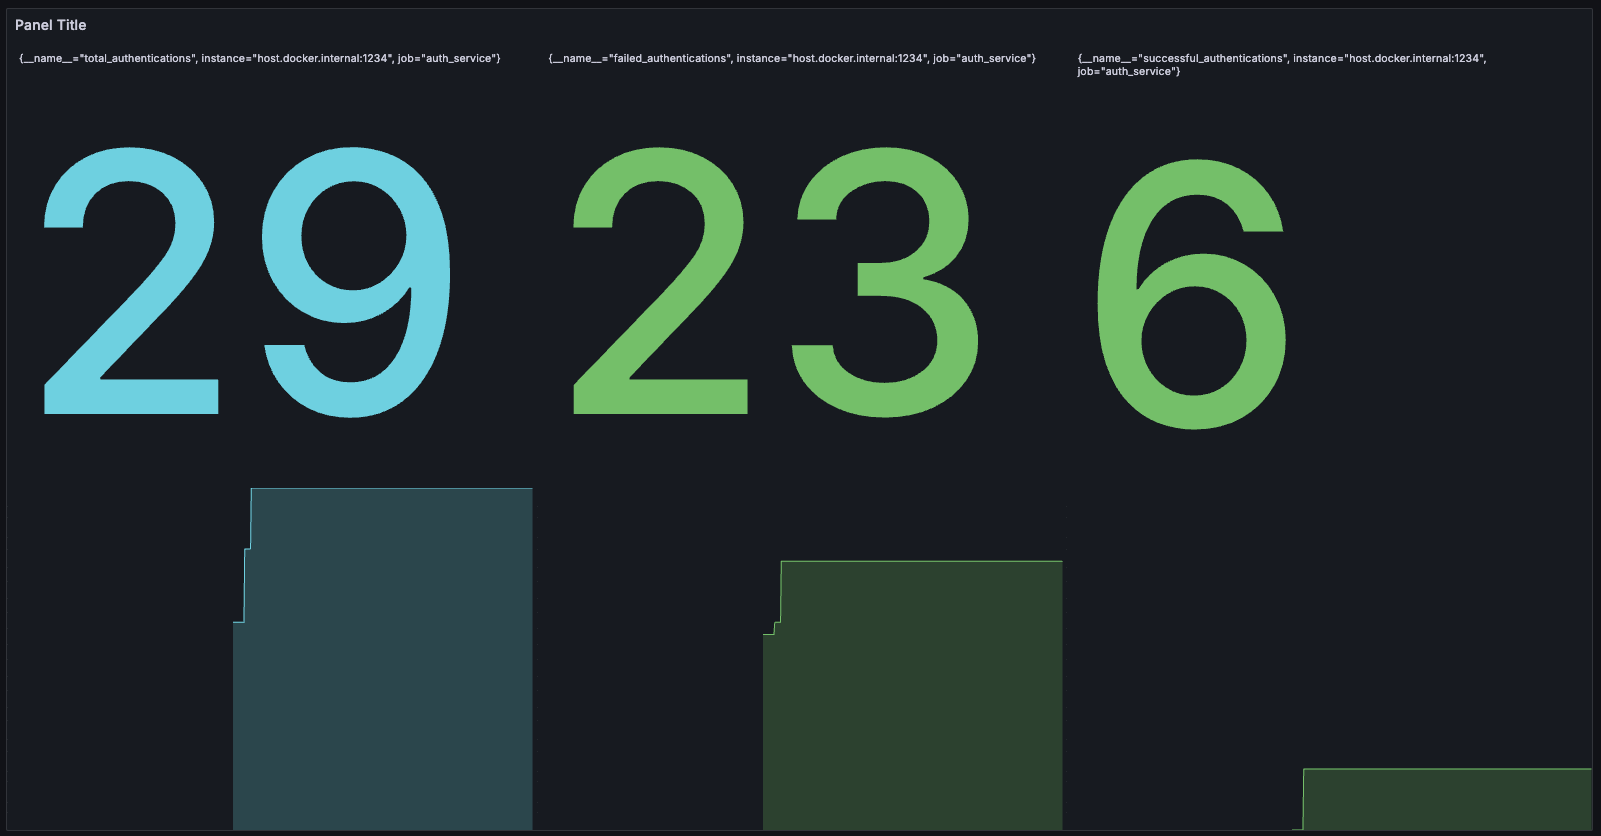 Panel Title
{__name__="total_authentications", instance="host.docker.internal:1234", job="auth_service"}
{__name__="failed_authentications", instance="host.docker.internal:1234", job="auth_service"}
{__name__="successful_authentications", instance="host.docker.internal:1234",
job="auth_service"}
29
23
6